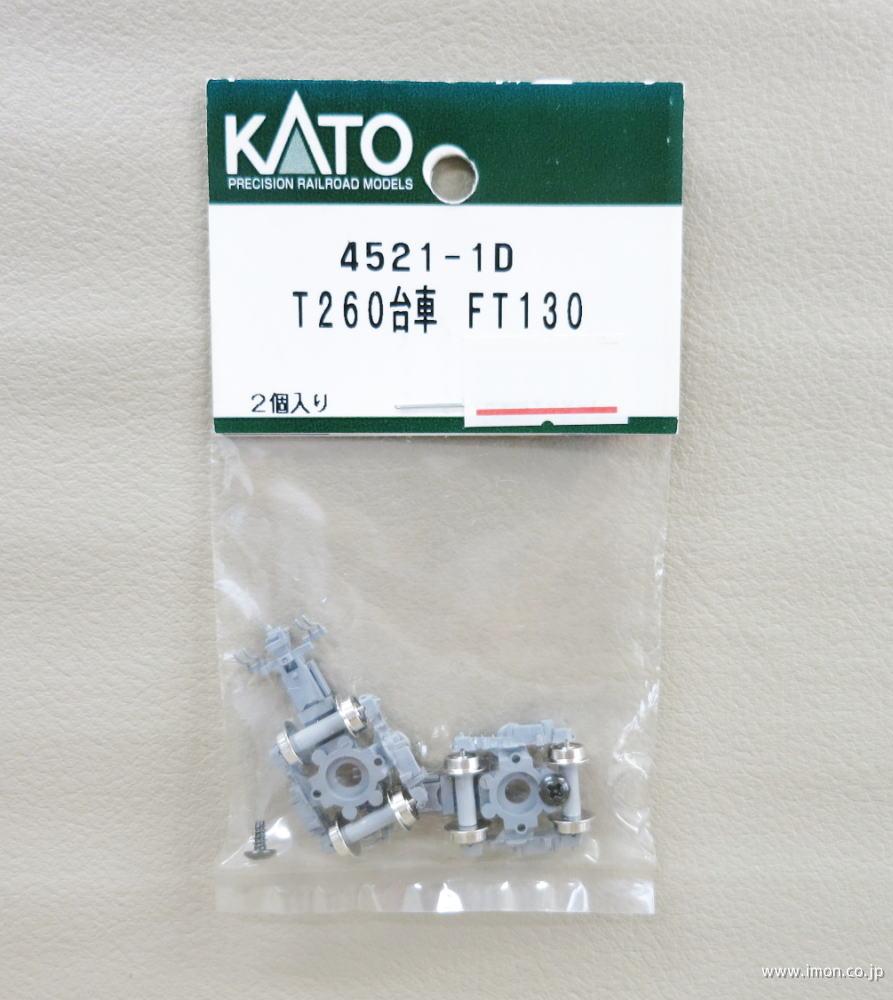 KATO
PRECISION RAILROAD MODELS
4521-1D
T260台車 FT130
2個入り
www.imon.co.jp